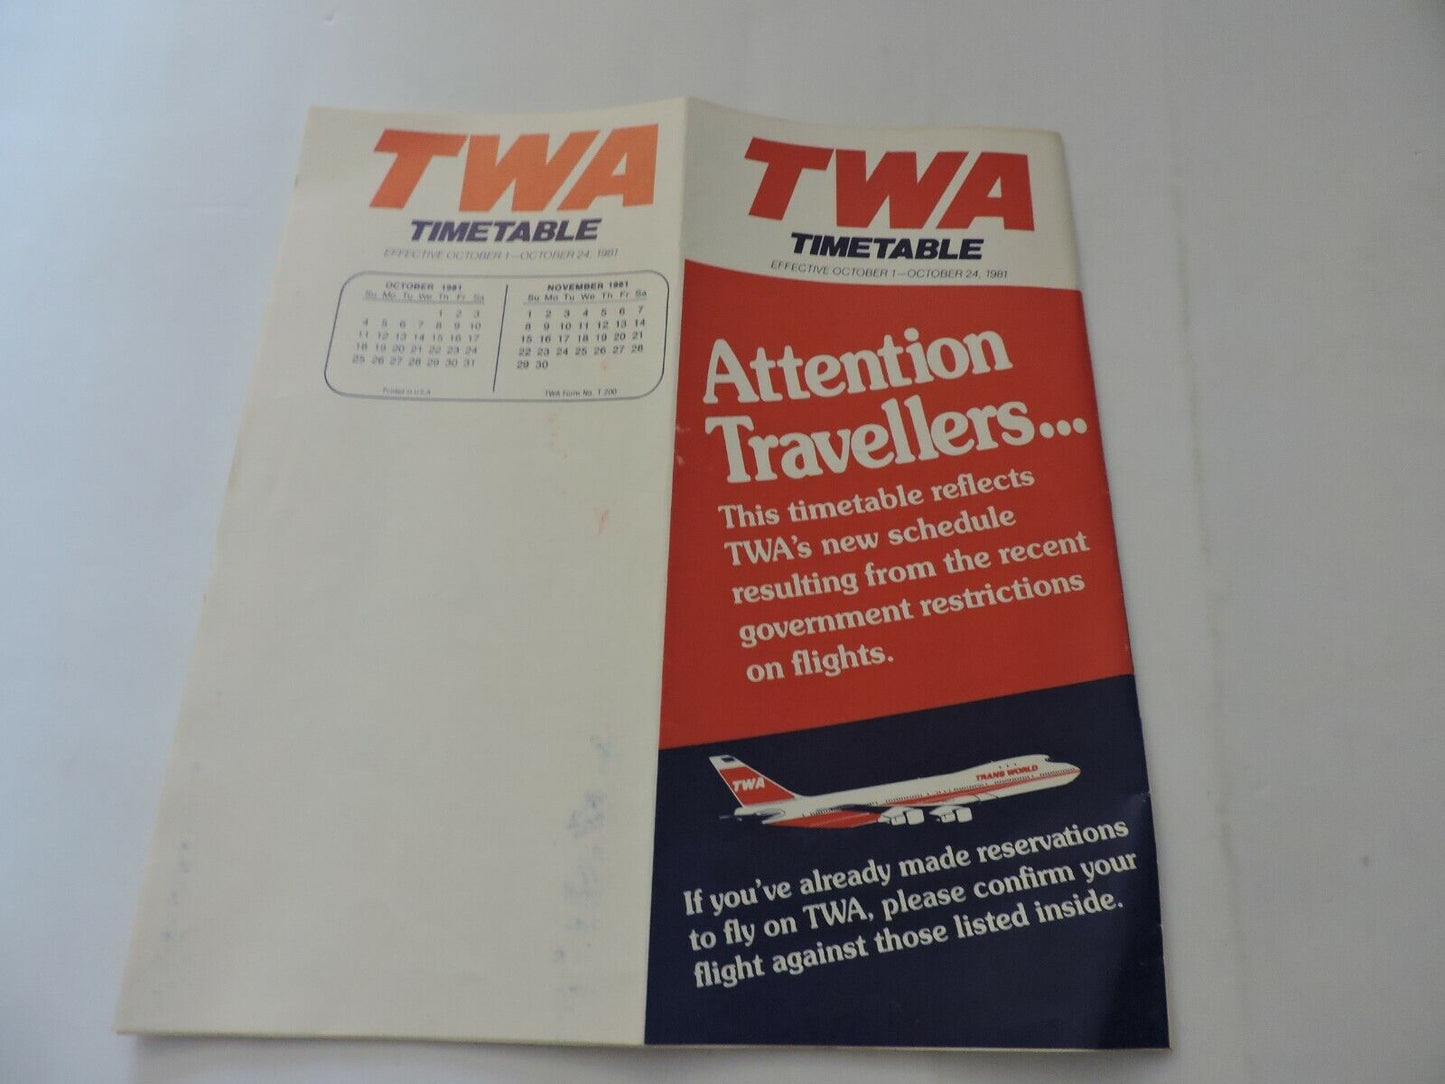 TWA
TIMETABLE
EFFECTIVE OCTOBER 1—OCTOBER 24, 1981
OCTOBER 1981
Su Mo Tu We Th Fr Sa
1 2 3
4 5 6 7 8 9 10
11 12 13 14 15 16 17
18 19 20 21 22 23 24
25 26 27 28 29 30 31
Printed in U.S.A.
NOVEMBER 1981
Su Mo Tu We Th Fr Sa
1 2 3 4 5 6 7
8 9 10 11 12 13 14
15 16 17 18 19 20 21
22 23 24 25 26 27 28
29 30
TWA Form No. T 200
TWA
TIMETABLE
EFFECTIVE OCTOBER 1—OCTOBER 24, 1981
Attention
Travellers...
This timetable reflects
TWA's new schedule
resulting from the recent
government restrictions
on flights.
TWA
TRANS WORLD
If you've already made reservations
to fly on TWA, please confirm your
flight against those listed inside.